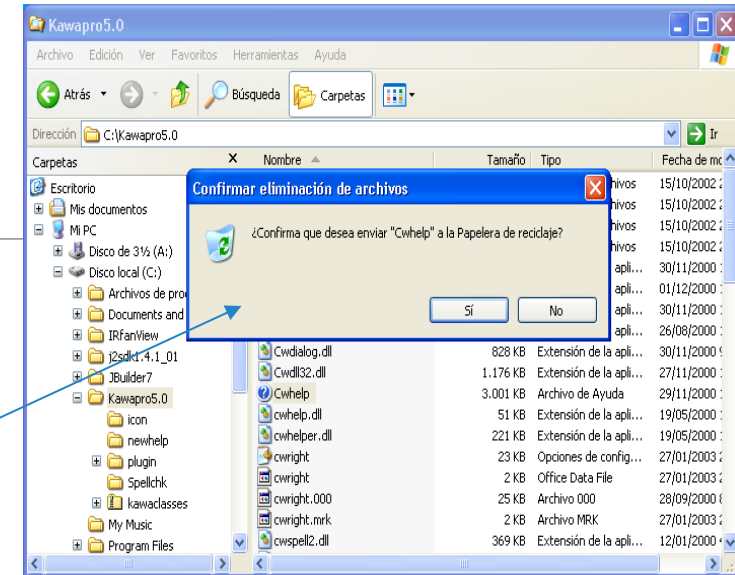 Kawapro5.0
Archivo Edición Ver Favoritos Herramientas Ayuda
Atrás Búsqueda Carpetas
Dirección C:\Kawapro5.0 Ir
Carpetas X Nombre Tamaño Tipo Fecha de mo
Escritorio
Mis documentos
Mi PC
Disco de 3½ (A:)
Disco local (C:)
Archivos de pro
Documents and
IRfanView
j2sdk1.4.1_01
JBuilder7
Kawapro5.0
icon
newhelp
plugin
Spellchk
kawaclasses
My Music
Program Files
Confirmar eliminación de archivos
¿Confirma que desea enviar "Cwhelp" a la Papelera de reciclaje?
Sí No
hivos 15/10/2002
hivos 15/10/2002
hivos 15/10/2002
hivos 15/10/2002
apli... 30/11/2000
apli... 01/12/2000
apli... 30/11/2000
apli... 26/08/2000
Cwdialog.dll 828 KB Extensión de la apli... 30/11/2000
Cwdll32.dll 1.176 KB Extensión de la apli... 27/11/2000
Cwhelp 3.001 KB Archivo de Ayuda 29/11/2000
cwhelp.dll 51 KB Extensión de la apli... 19/05/2000
cwhelper.dll 221 KB Extensión de la apli... 19/05/2000
cwright 23 KB Opciones de config... 27/01/2003
cwright 2 KB Office Data File 27/01/2003
cwright.000 25 KB Archivo 000 28/09/2000
cwright.mrk 2 KB Archivo MRK 27/01/2003
cwspell2.dll 369 KB Extensión de la apli... 12/01/2000